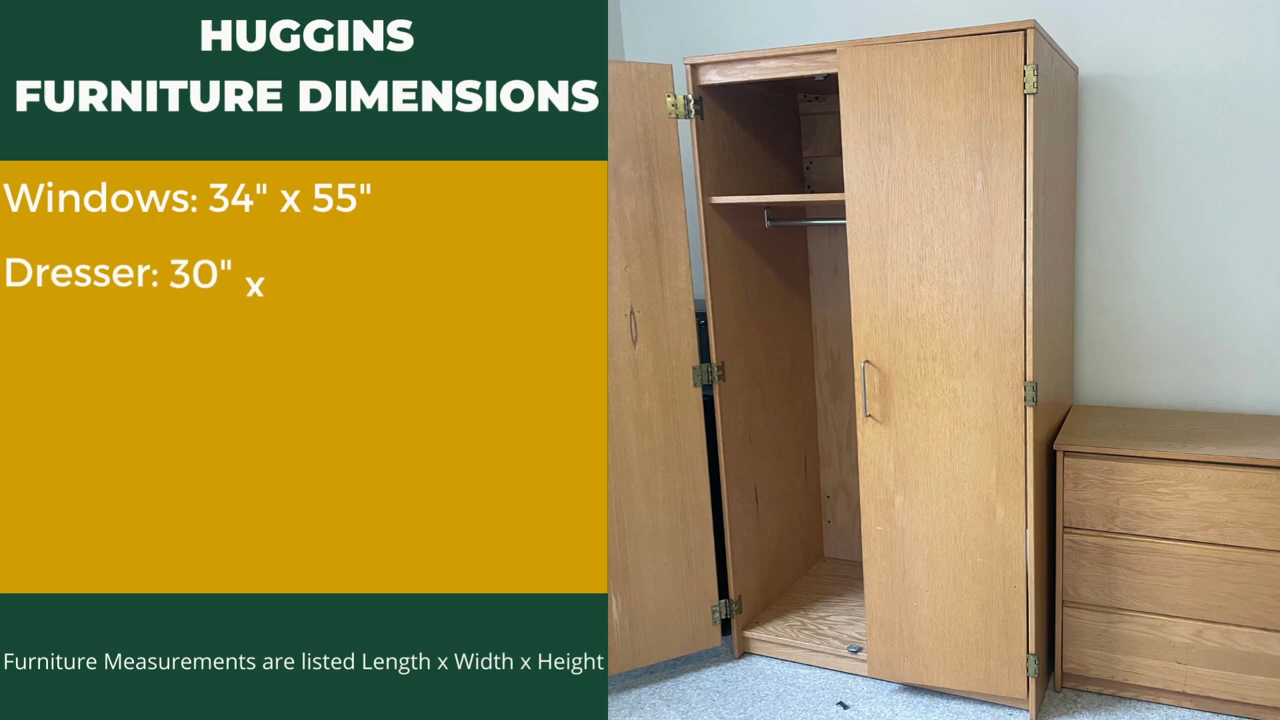 HUGGINS
FURNITURE DIMENSIONS
Windows: 34" x 55"
Dresser: 30" x
Furniture Measurements are listed Length x Width x Height